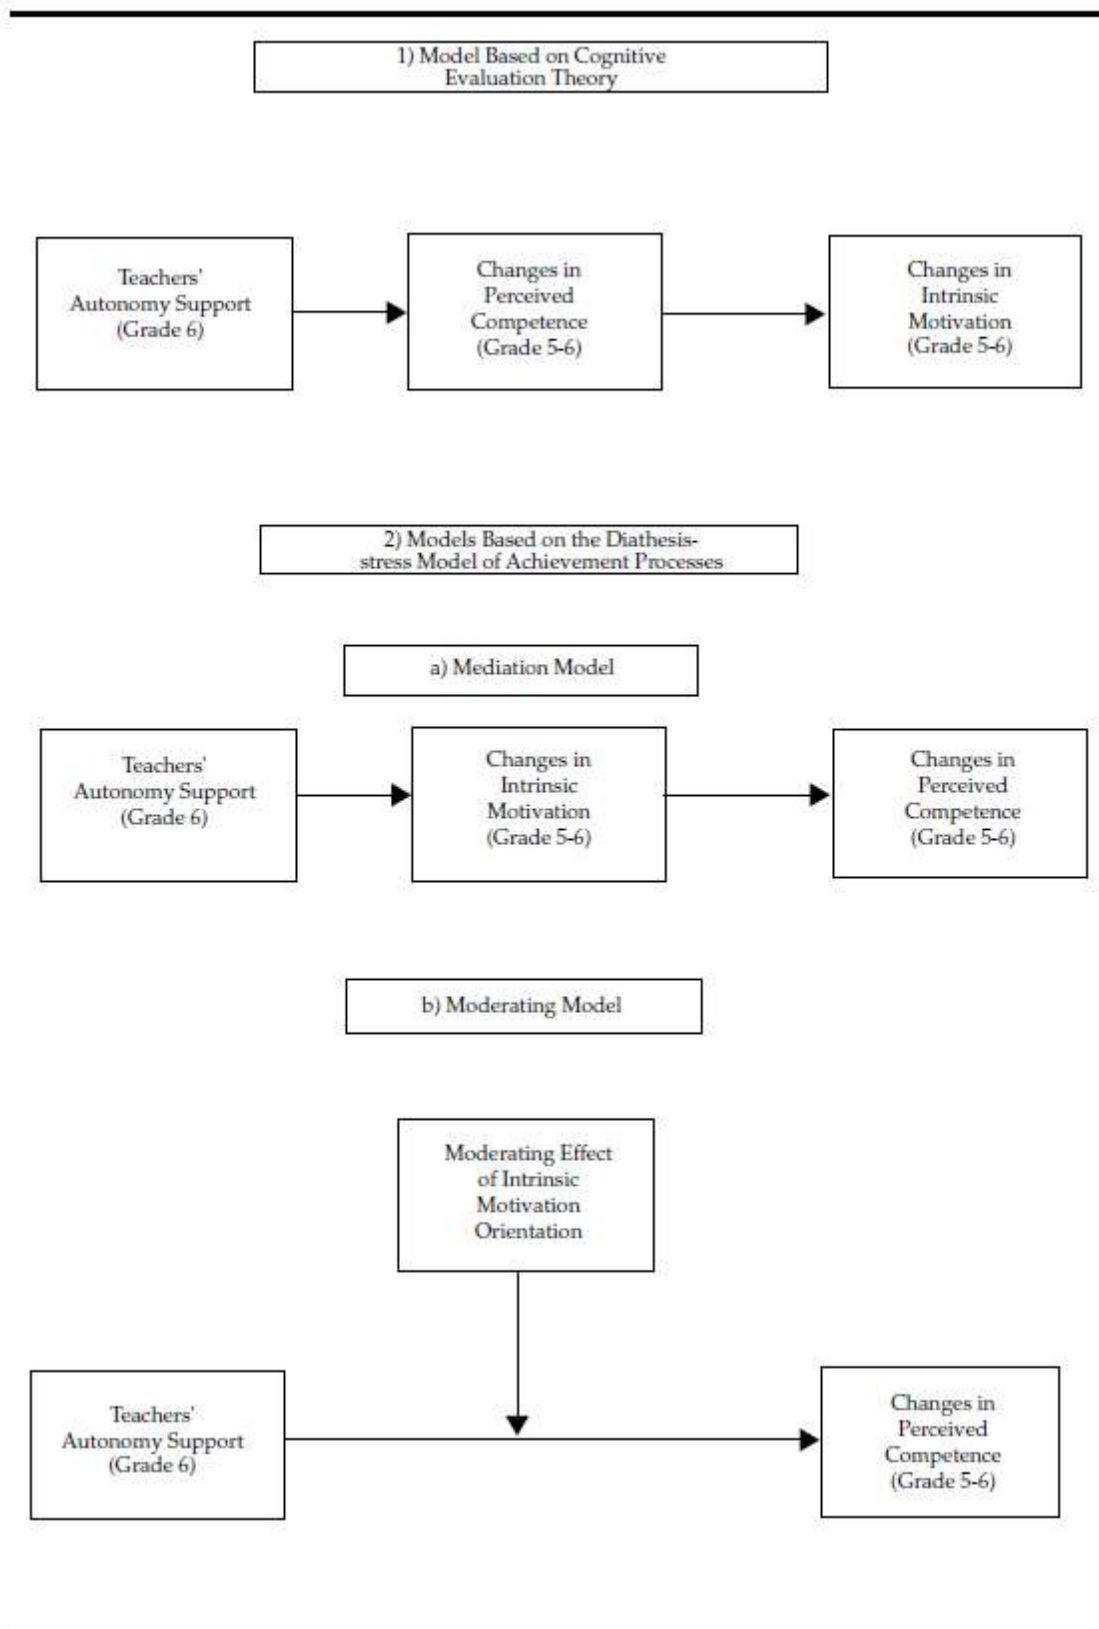 1) Model Based on Cognitive
Evaluation Theory
Teachers'
Autonomy Support
(Grade 6)
Changes in
Perceived
Competence
(Grade 5-6)
Changes in
Intrinsic
Motivation
(Grade 5-6)
2) Models Based on the Diathesis-
stress Model of Achievement Processes
a) Mediation Model
Teachers'
Autonomy Support
(Grade 6)
Changes in
Intrinsic
Motivation
(Grade 5-6)
Changes in
Perceived
Competence
(Grade 5-6)
b) Moderating Model
Moderating Effect
of Intrinsic
Motivation
Orientation
Teachers'
Autonomy Support
(Grade 6)
Changes in
Perceived
Competence
(Grade 5-6)